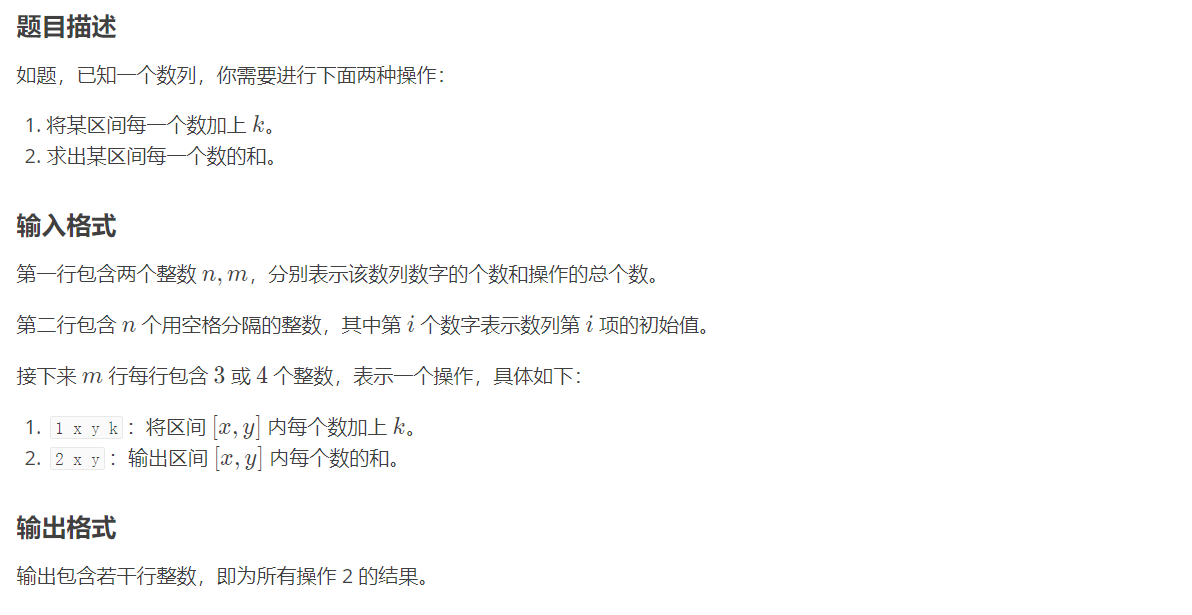 题目描述
如题，已知一个数列，你需要进行下面两种操作：
1. 将某区间每一个数加上 k。
2. 求出某区间每一个数的和。
输入格式
第一行包含两个整数 n, m，分别表示该数列数字的个数和操作的总个数。
第二行包含 n 个用空格分隔的整数，其中第 i 个数字表示数列第 i 项的初始值。
接下来 m 行每行包含 3 或 4 个整数，表示一个操作，具体如下：
1. 1 x y k：将区间 [x, y] 内每个数加上 k。
2. 2 x y：输出区间 [x, y] 内每个数的和。
输出格式
输出包含若干行整数，即为所有操作 2 的结果。